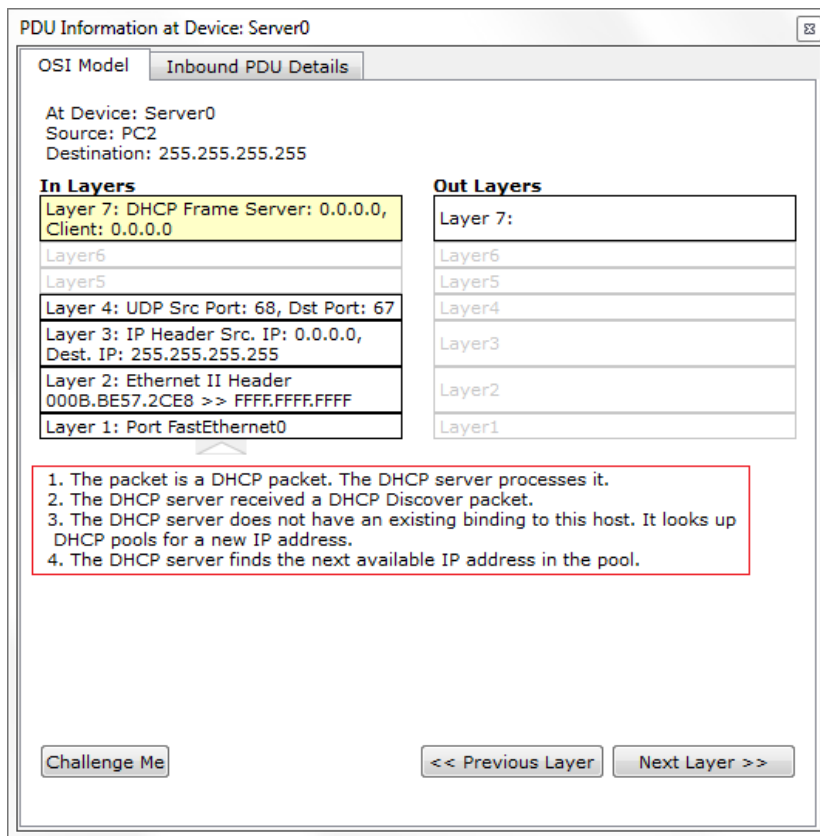 PDU Information at Device: Server0
OSI Model
Inbound PDU Details
At Device: Server0
Source: PC2
Destination: 255.255.255.255
In Layers
Layer 7: DHCP Frame Server: 0.0.0.0,
Client: 0.0.0.0
Layer6
Layer5
Layer 4: UDP Src Port: 68, Dst Port: 67
Layer 3: IP Header Src. IP: 0.0.0.0,
Dest. IP: 255.255.255.255
Layer 2: Ethernet II Header
000B.BE57.2CE8 >> FFFF.FFFF.FFFF
Layer 1: Port FastEthernet0
Out Layers
Layer 7:
Layer6
Layer5
Layer4
Layer3
Layer2
Layer1
1. The packet is a DHCP packet. The DHCP server processes it.
2. The DHCP server received a DHCP Discover packet.
3. The DHCP server does not have an existing binding to this host. It looks up
DHCP pools for a new IP address.
4. The DHCP server finds the next available IP address in the pool.
Challenge Me
<< Previous Layer
Next Layer >>